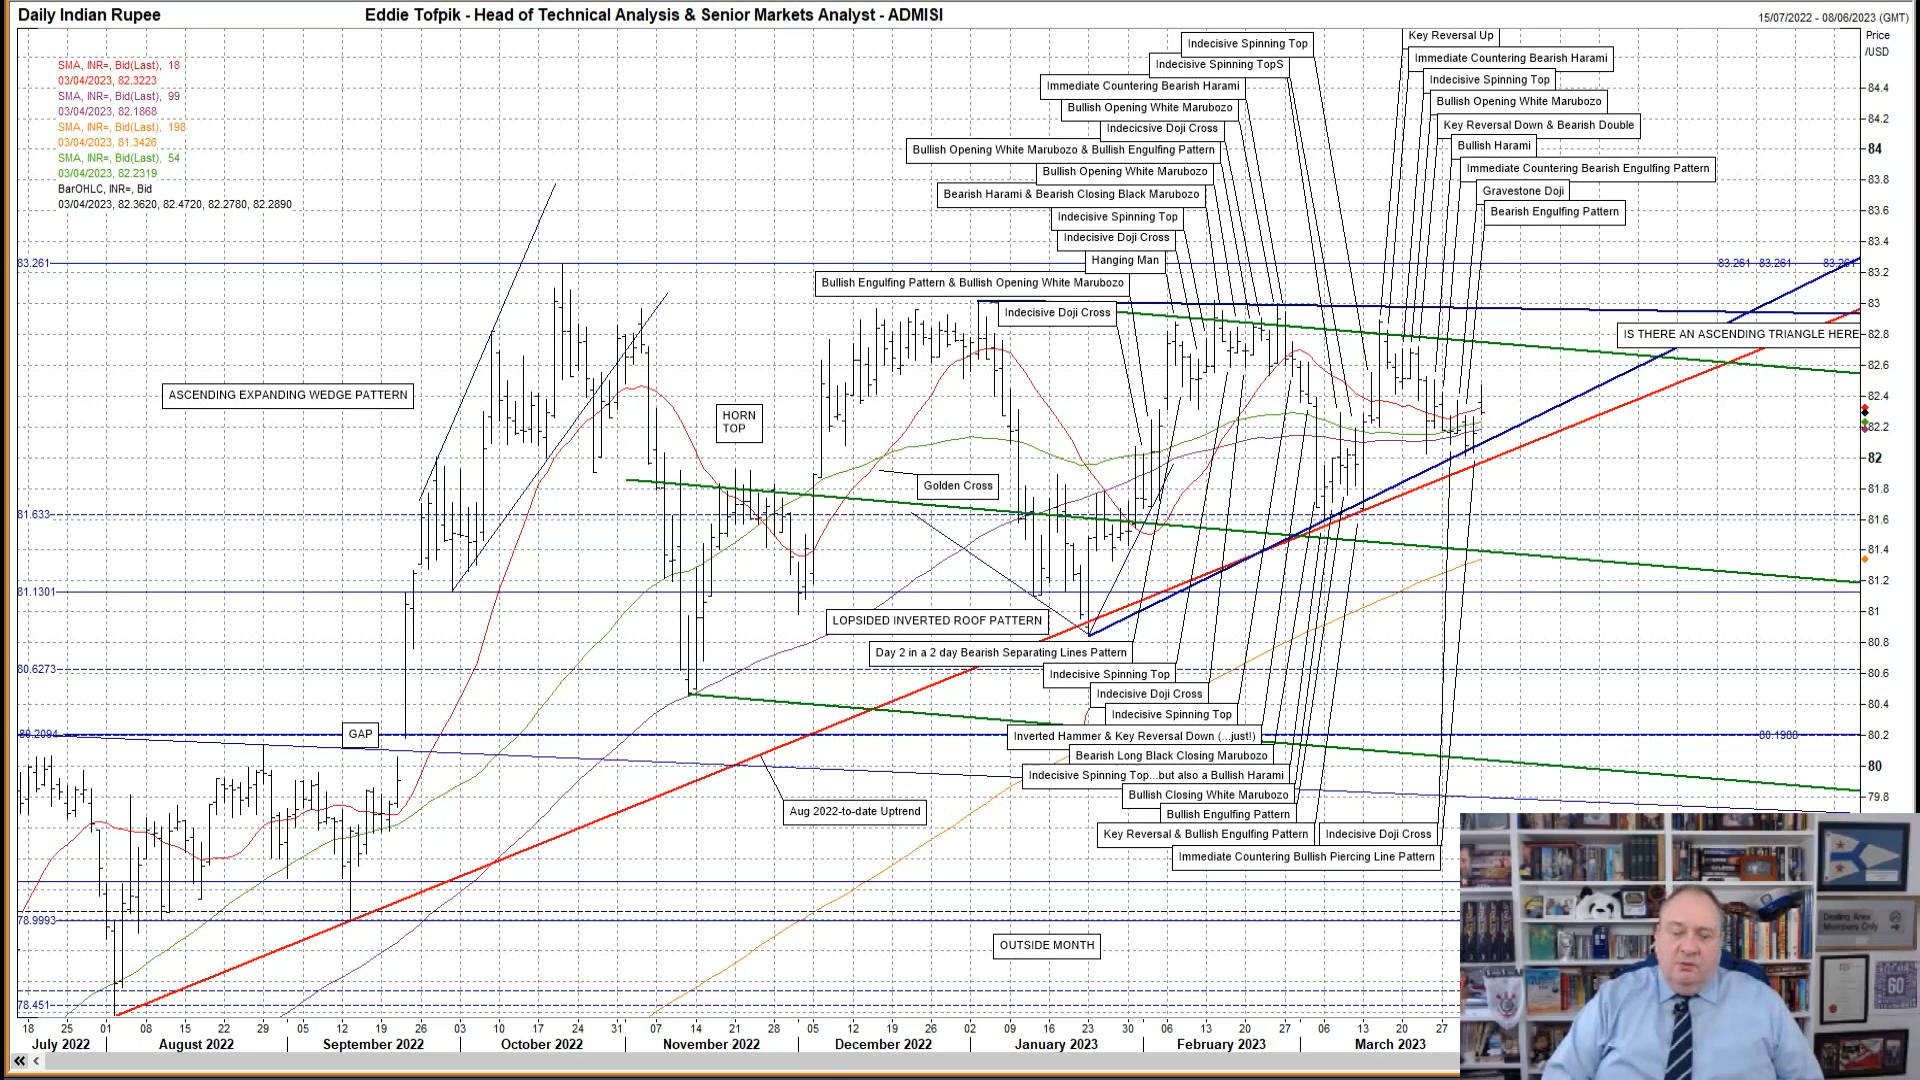 Daily Indian Rupee
Eddie Tofpik - Head of Technical Analysis & Senior Markets Analyst - ADMISI
15/07/2022 - 08/06/2023 (GMT)
Price
/USD
SMA, INR=, Bid(Last), 18
03/04/2023, 82.3223
SMA, INR=, Bid(Last), 99
03/04/2023, 82.1868
SMA, INR=, Bid(Last), 198
03/04/2023, 81.3426
SMA, INR=, Bid(Last), 54
03/04/2023, 82.2319
BarOHLC, INR=, Bid
03/04/2023, 82.3620, 82.4720, 82.2780, 82.2890
Indecisive Spinning Top
Indecisive Spinning TopS
Immediate Countering Bearish Harami
Bullish Opening White Marubozo
Indecicsive Doji Cross
Bullish Opening White Marubozo & Bullish Engulfing Pattern
Bullish Opening White Marubozo
Bearish Harami & Bearish Closing Black Marubozo
Indecisive Spinning Top
Indecisive Doji Cross
Hanging Man
Bullish Engulfing Pattern & Bullish Opening White Marubozo
Indecisive Doji Cross
Key Reversal Up
Immediate Countering Bearish Harami
Indecisive Spinning Top
Bullish Opening White Marubozo
Key Reversal Down & Bearish Double
Bullish Harami
Immediate Countering Bearish Engulfing Pattern
Gravestone Doji
Bearish Engulfing Pattern
84.4
84.2
84
83.8
83.6
83.4
83.2
83
82.8
82.6
82.4
82.2
82
81.8
81.6
81.4
81.2
81
80.8
80.6
80.4
80.2
80
79.8
83.261
83.261 83.261
IS THERE AN ASCENDING TRIANGLE HERE
ASCENDING EXPANDING WEDGE PATTERN
HORN
TOP
Golden Cross
81.633
81.1301
LOPSIDED INVERTED ROOF PATTERN
Day 2 in a 2 day Bearish Separating Lines Pattern
80.6273
Indecisive Spinning Top
Indecisive Doji Cross
Indecisive Spinning Top
80.2094
GAP
Inverted Hammer & Key Reversal Down (...just!)
80.1988
Bearish Long Black Closing Marubozo
Indecisive Spinning Top...but also a Bullish Harami
Bullish Closing White Marubozo
Aug 2022-to-date Uptrend
Bullish Engulfing Pattern
Key Reversal & Bullish Engulfing Pattern
Indecisive Doji Cross
Immediate Countering Bullish Piercing Line Pattern
78.9993
OUTSIDE MONTH
78.451
18 25 01 08 15 22 29 05 12 19 26 03 10 17 24 31 07 14 21 28 05 12 19 26 02 09 16 23 30 06 13 20 27 06 13 20 27
July 2022 August 2022 September 2022 October 2022 November 2022 December 2022 January 2023 February 2023 March 2023
Dealing Area
Members Only
60